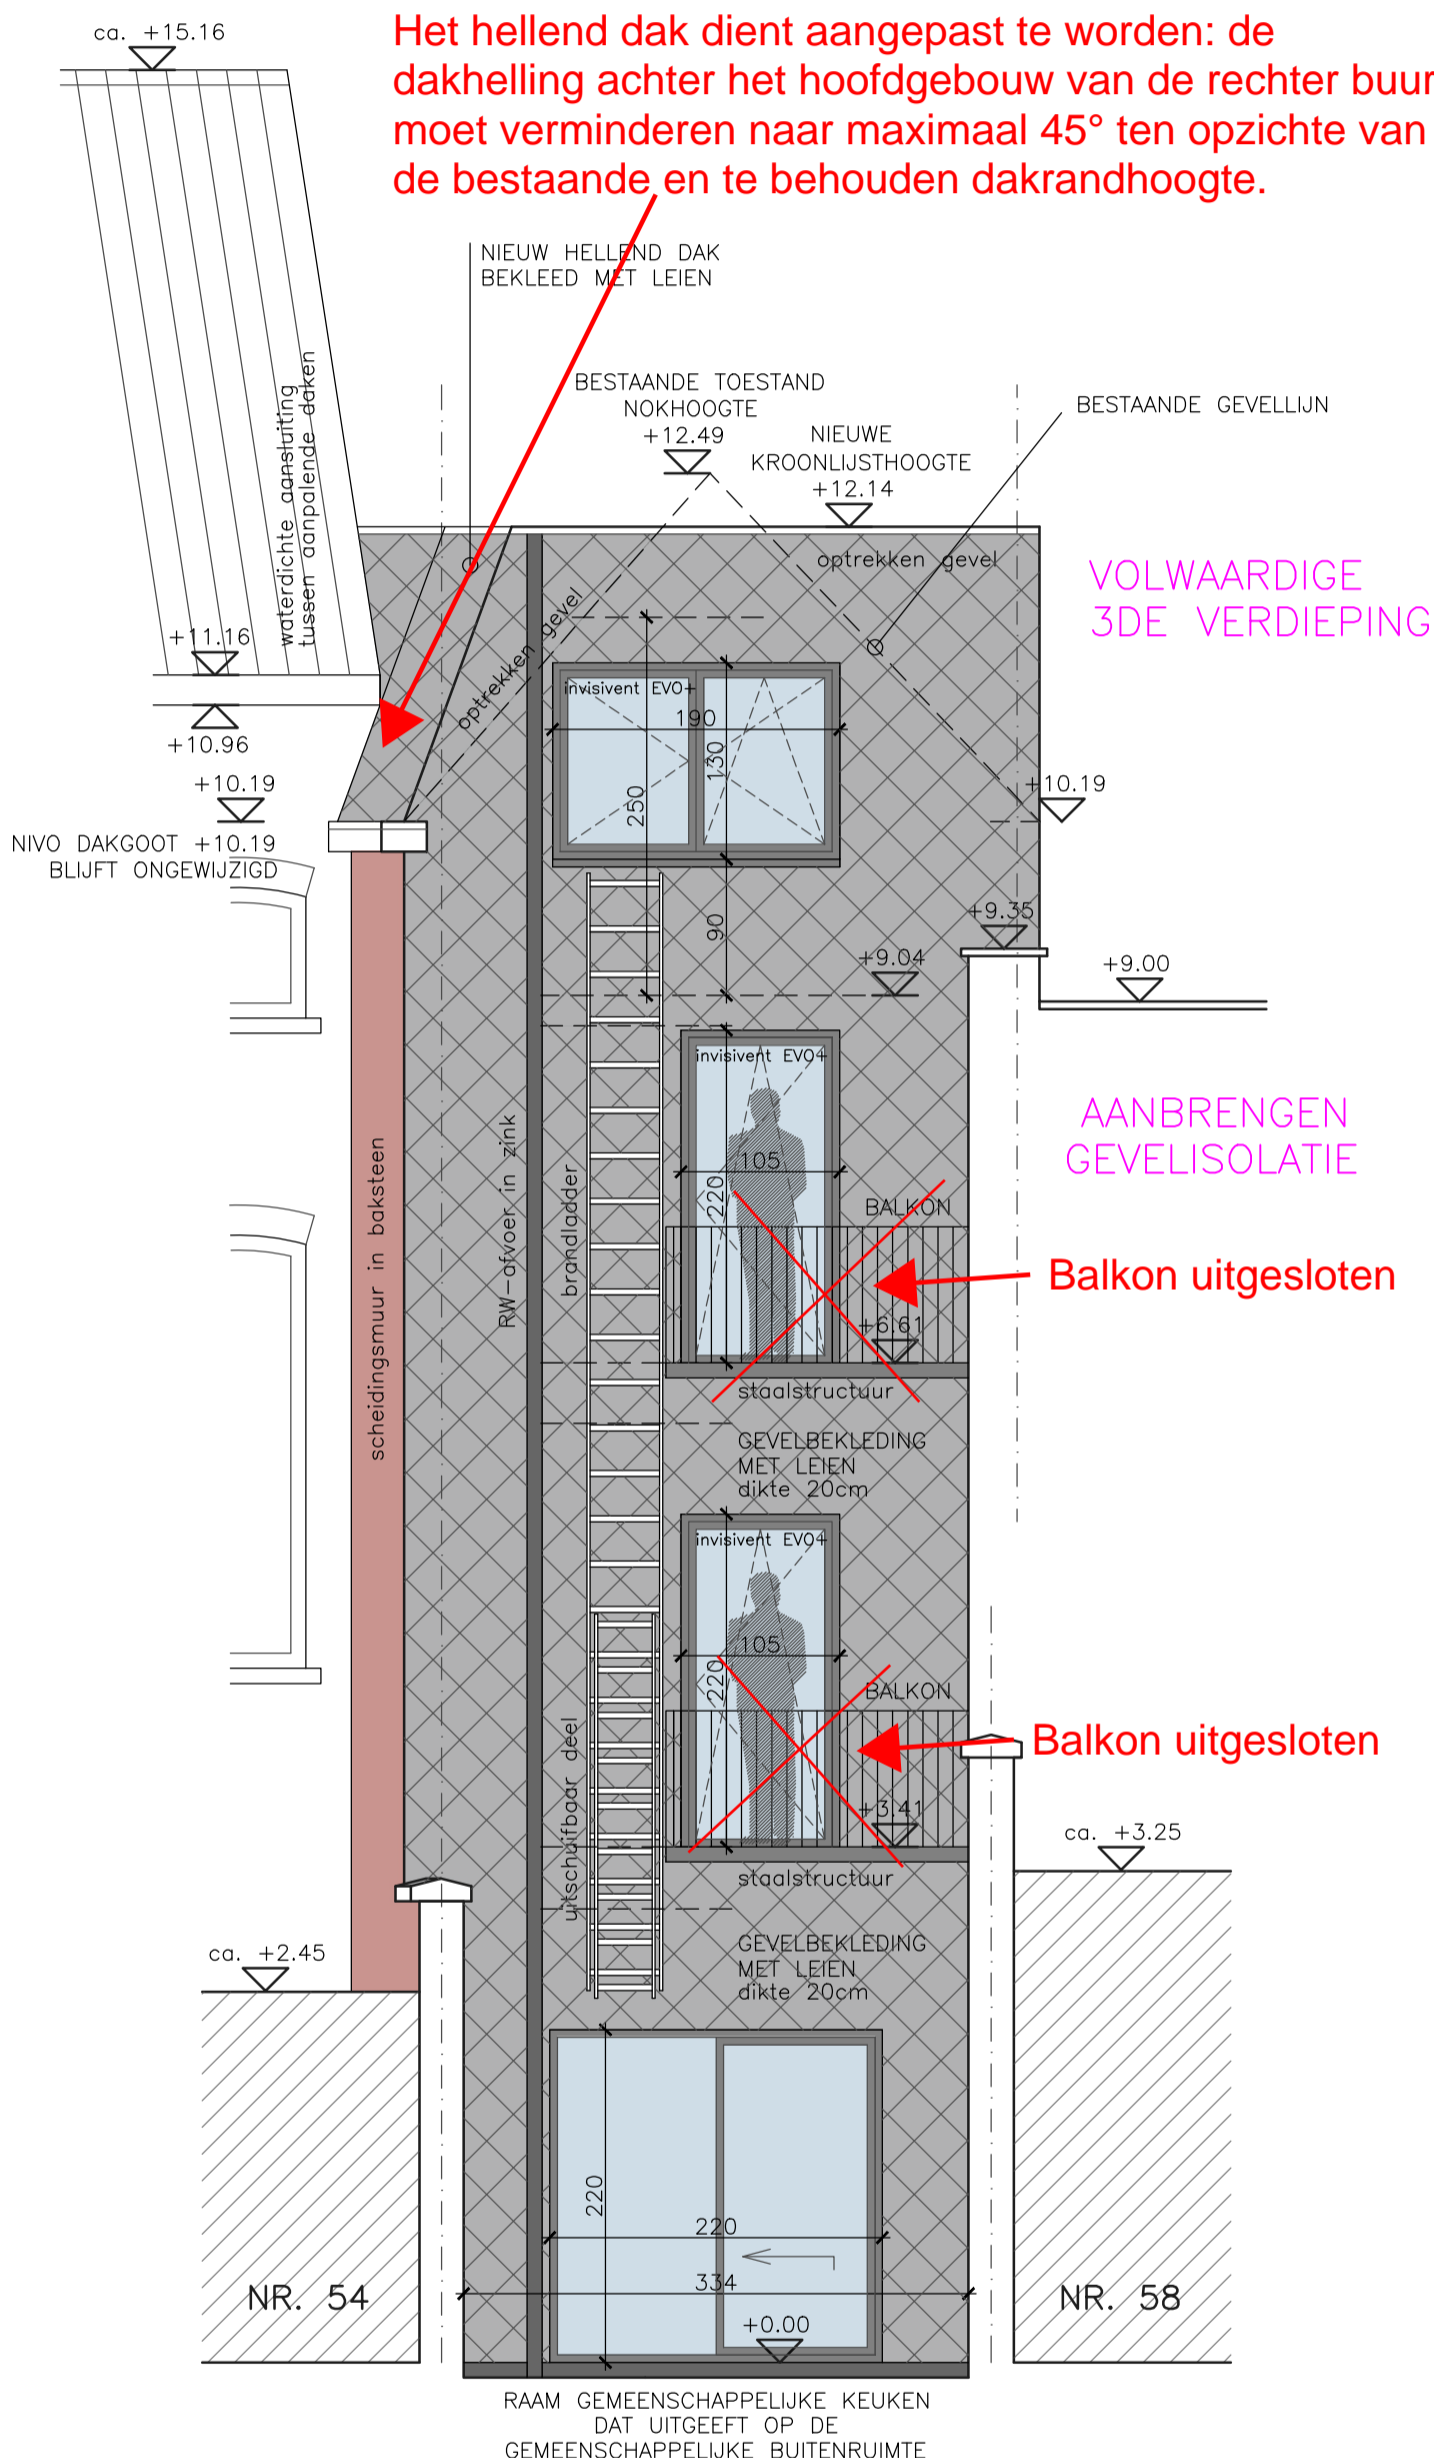 ca. +15.16
Het hellend dak dient aangepast te worden: de
dakhelling achter het hoofdgebouw van de rechter buur
moet verminderen naar maximaal 45° ten opzichte van
de bestaande en te behouden dakrandhoogte.
NIEUW HELLEND DAK
BEKLEED MET LEIEN
waterdichte aansluiting
tussen aanpalende daken
BESTAANDE TOESTAND
NOKHOOGTE
+12.49
NIEUWE
KROONLIJSTHOOGTE
+12.14
BESTAANDE GEVELLIJN
optrekken gevel
optrekken gevel
VOLWAARDIGE
3DE VERDIEPING
+11.16
+10.96
+10.19
NIVO DAKGOOT +10.19
BLIJFT ONGEWIJZIGD
invisivent EVO+
190
130
250
90
+10.19
+9.35
+9.04
+9.00
AANBRENGEN
GEVELISOLATIE
scheidingsmuur in baksteen
RW-afvoer in zink
brandladder
invisivent EVO+
105
220
BALKON
Balkon uitgesloten
+6.61
staalstructuur
GEVELBEKLEDING
MET LEIEN
dikte 20cm
invisivent EVO+
105
220
BALKON
Balkon uitgesloten
+3.41
uitschuifbaar deel
staalstructuur
GEVELBEKLEDING
MET LEIEN
dikte 20cm
ca. +3.25
ca. +2.45
220
220
334
+0.00
NR. 54
NR. 58
RAAM GEMEENSCHAPPELIJKE KEUKEN
DAT UITGEEFT OP DE
GEMEENSCHAPPELIJKE BUITENRUIMTE